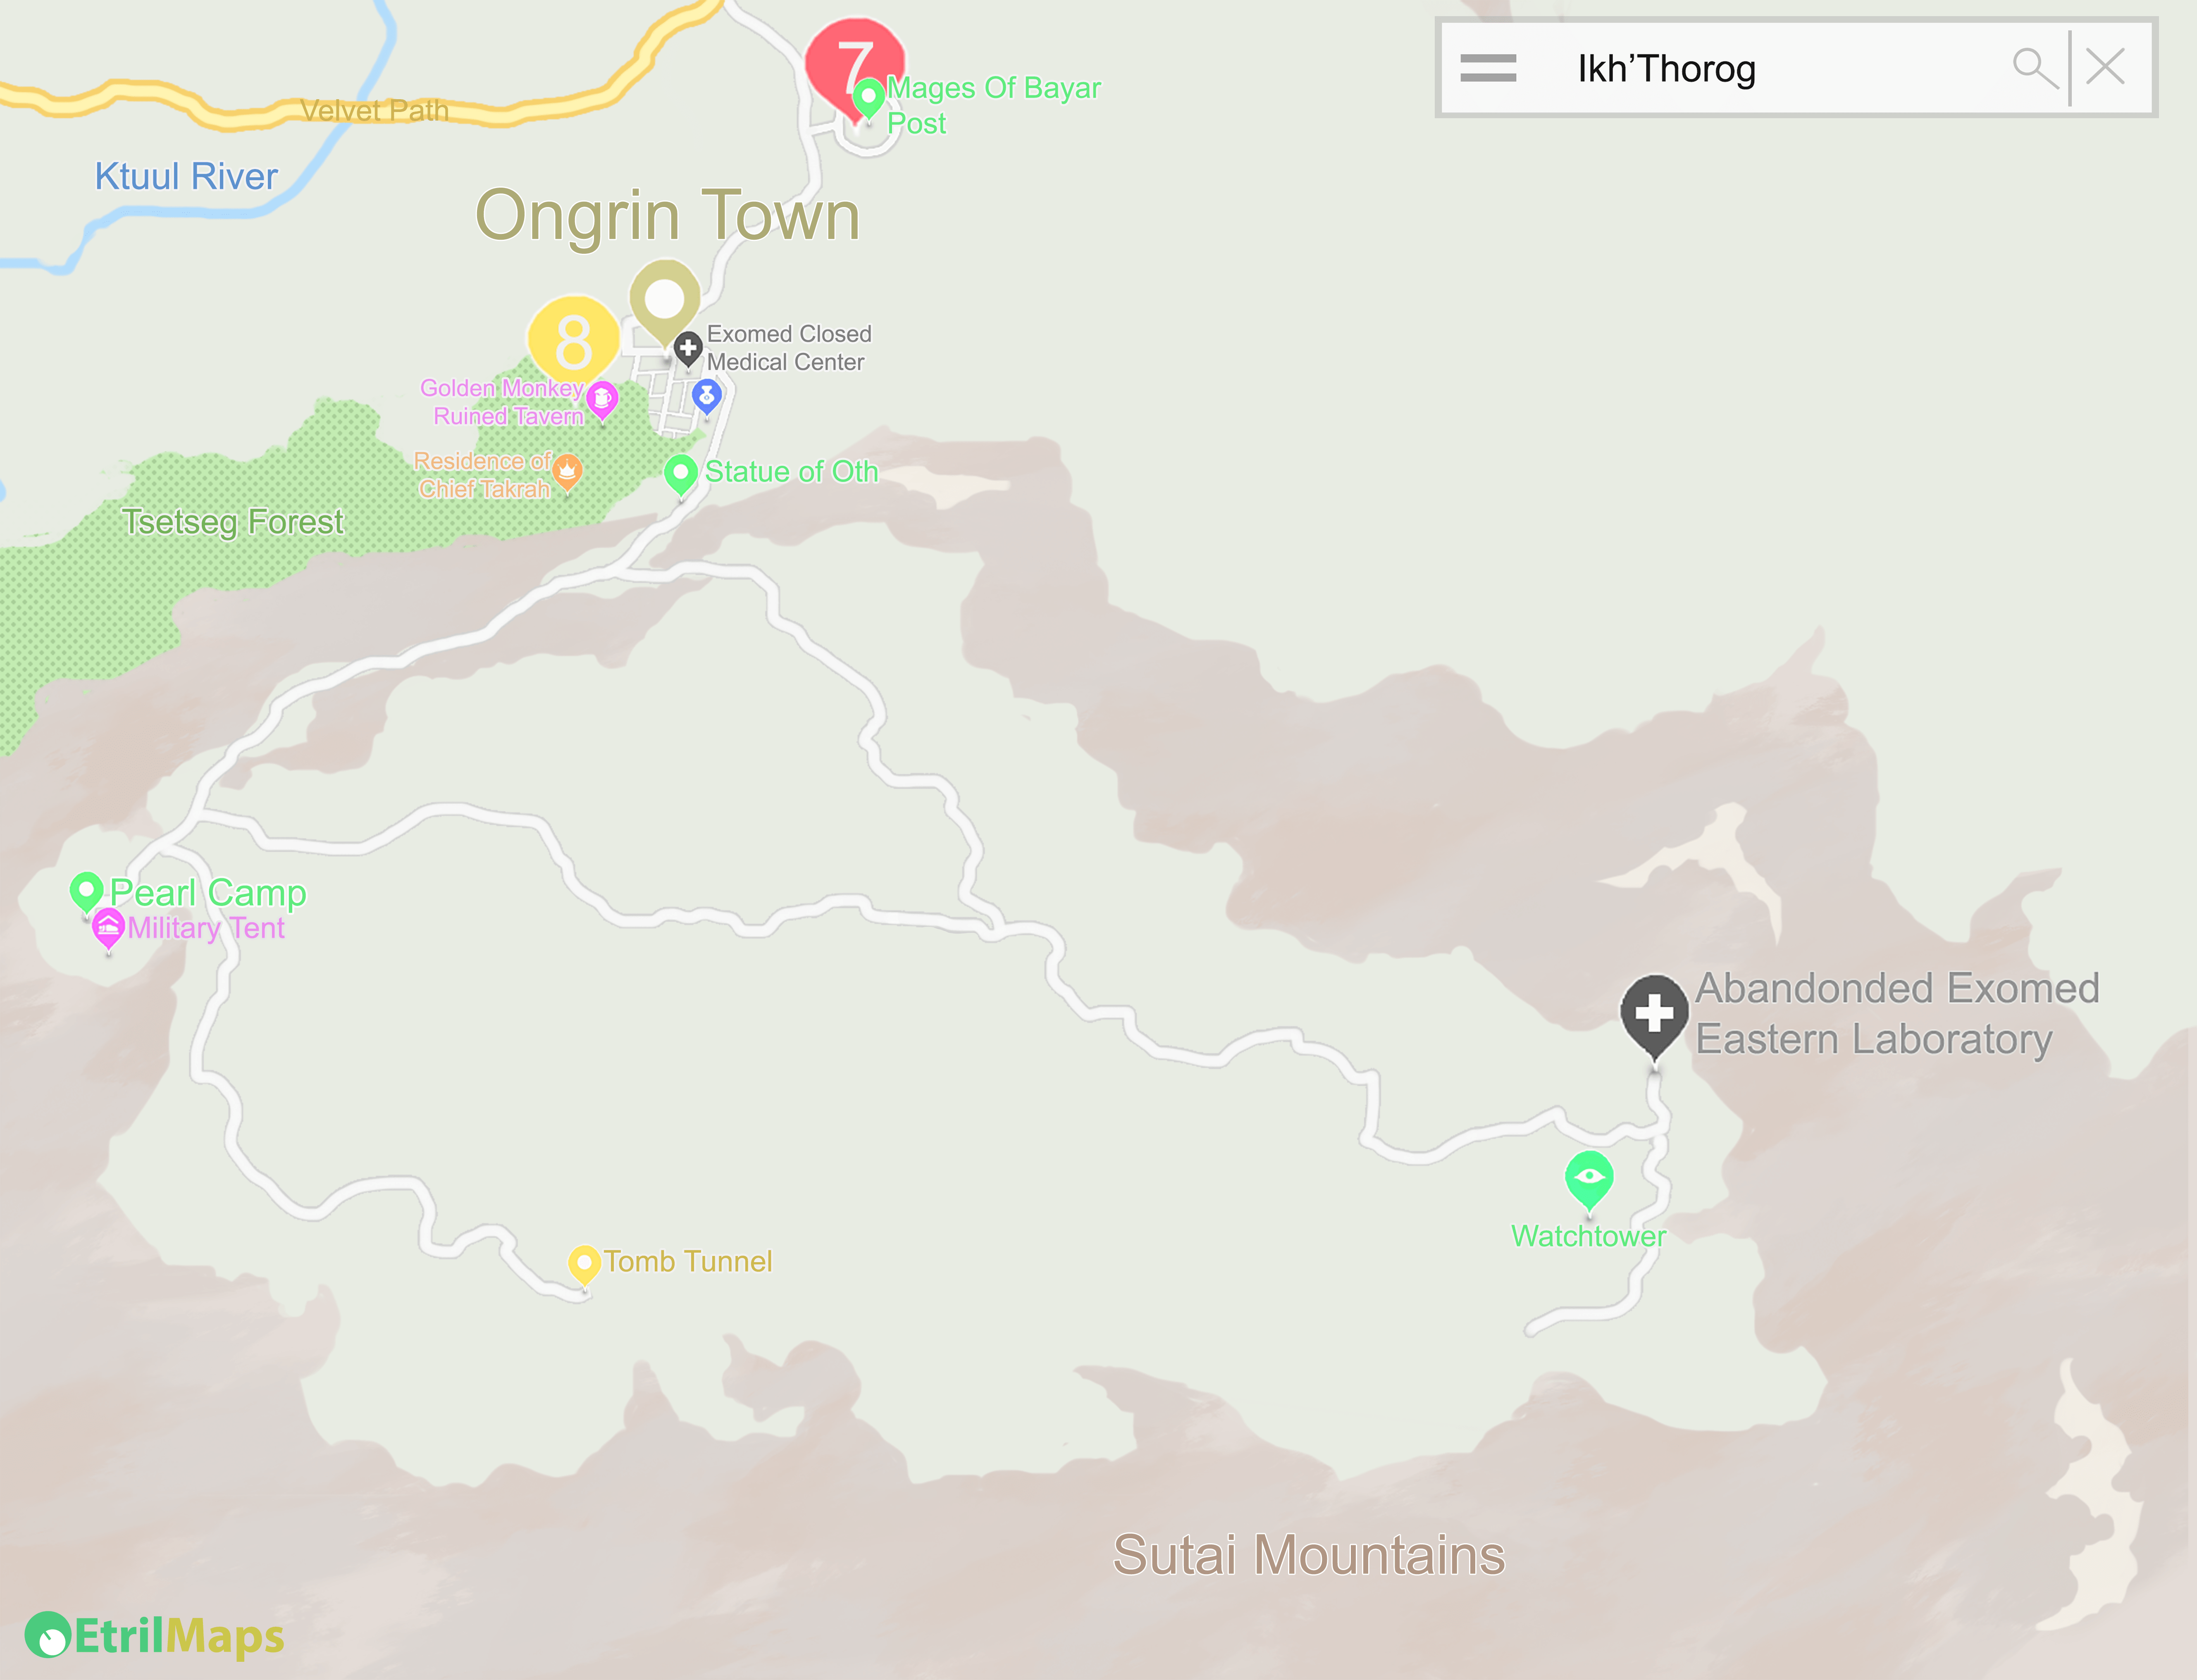 Ikh'Thorog
7
Mages Of Bayar
Post
Velvet Path
Ktuul River
Ongrin Town
8
Exomed Closed
Medical Center
Golden Monkey
Ruined Tavern
Residence of
Chief Takrah
Statue of Oth
Tsetseg Forest
Pearl Camp
Military Tent
Abandonded Exomed
Eastern Laboratory
Watchtower
Tomb Tunnel
Sutai Mountains
EtrilMaps